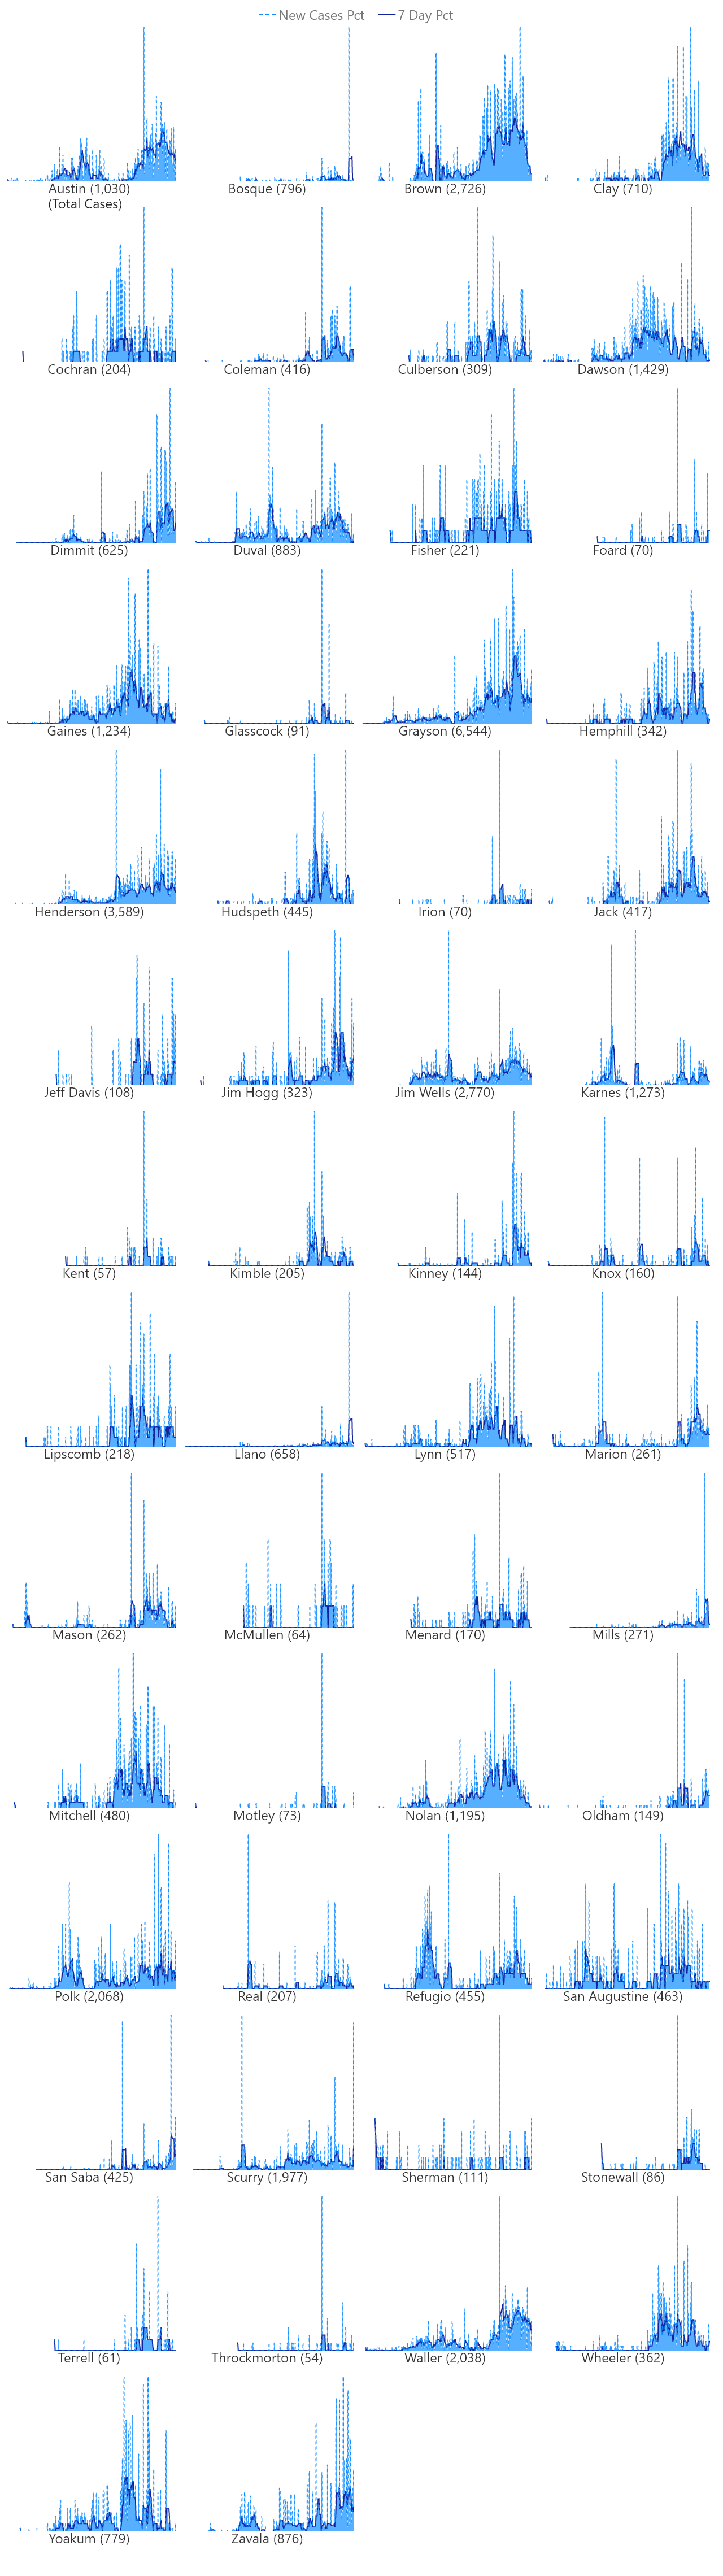 New Cases Pct 7 Day Pct
Austin (1,030) Bosque (796) Brown (2,726) Clay (710)
(Total Cases)
Cochran (204) Coleman (416) Culberson (309) Dawson (1,429)
Dimmit (625) Duval (883) Fisher (221) Foard (70)
Gaines (1,234) Glasscock (91) Grayson (6,544) Hemphill (342)
Henderson (3,589) Hudspeth (445) Irion (70) Jack (417)
Jeff Davis (108) Jim Hogg (323) Jim Wells (2,770) Karnes (1,273)
Kent (57) Kimble (205) Kinney (144) Knox (160)
Lipscomb (218) Llano (658) Lynn (517) Marion (261)
Mason (262) McMullen (64) Menard (170) Mills (271)
Mitchell (480) Motley (73) Nolan (1,195) Oldham (149)
Polk (2,068) Real (207) Refugio (455) San Augustine (463)
San Saba (425) Scurry (1,977) Sherman (111) Stonewall (86)
Terrell (61) Throckmorton (54) Waller (2,038) Wheeler (362)
Yoakum (779) Zavala (876)